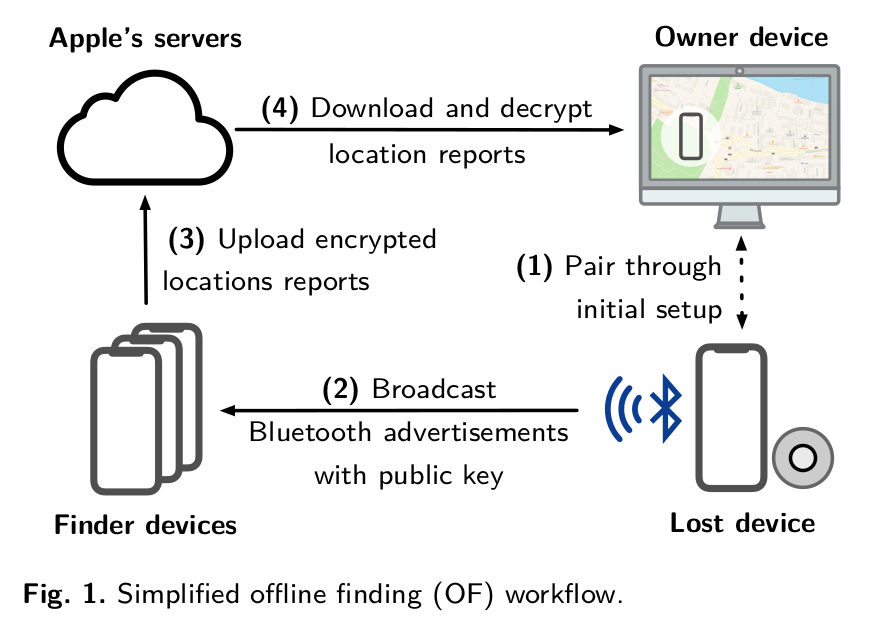 Apple's servers
Owner device
(4) Download and decrypt
location reports
(3) Upload encrypted
locations reports
(1) Pair through
initial setup
(2) Broadcast
Bluetooth advertisements
with public key
Finder devices
Lost device
Fig. 1. Simplified offline finding (OF) workflow.